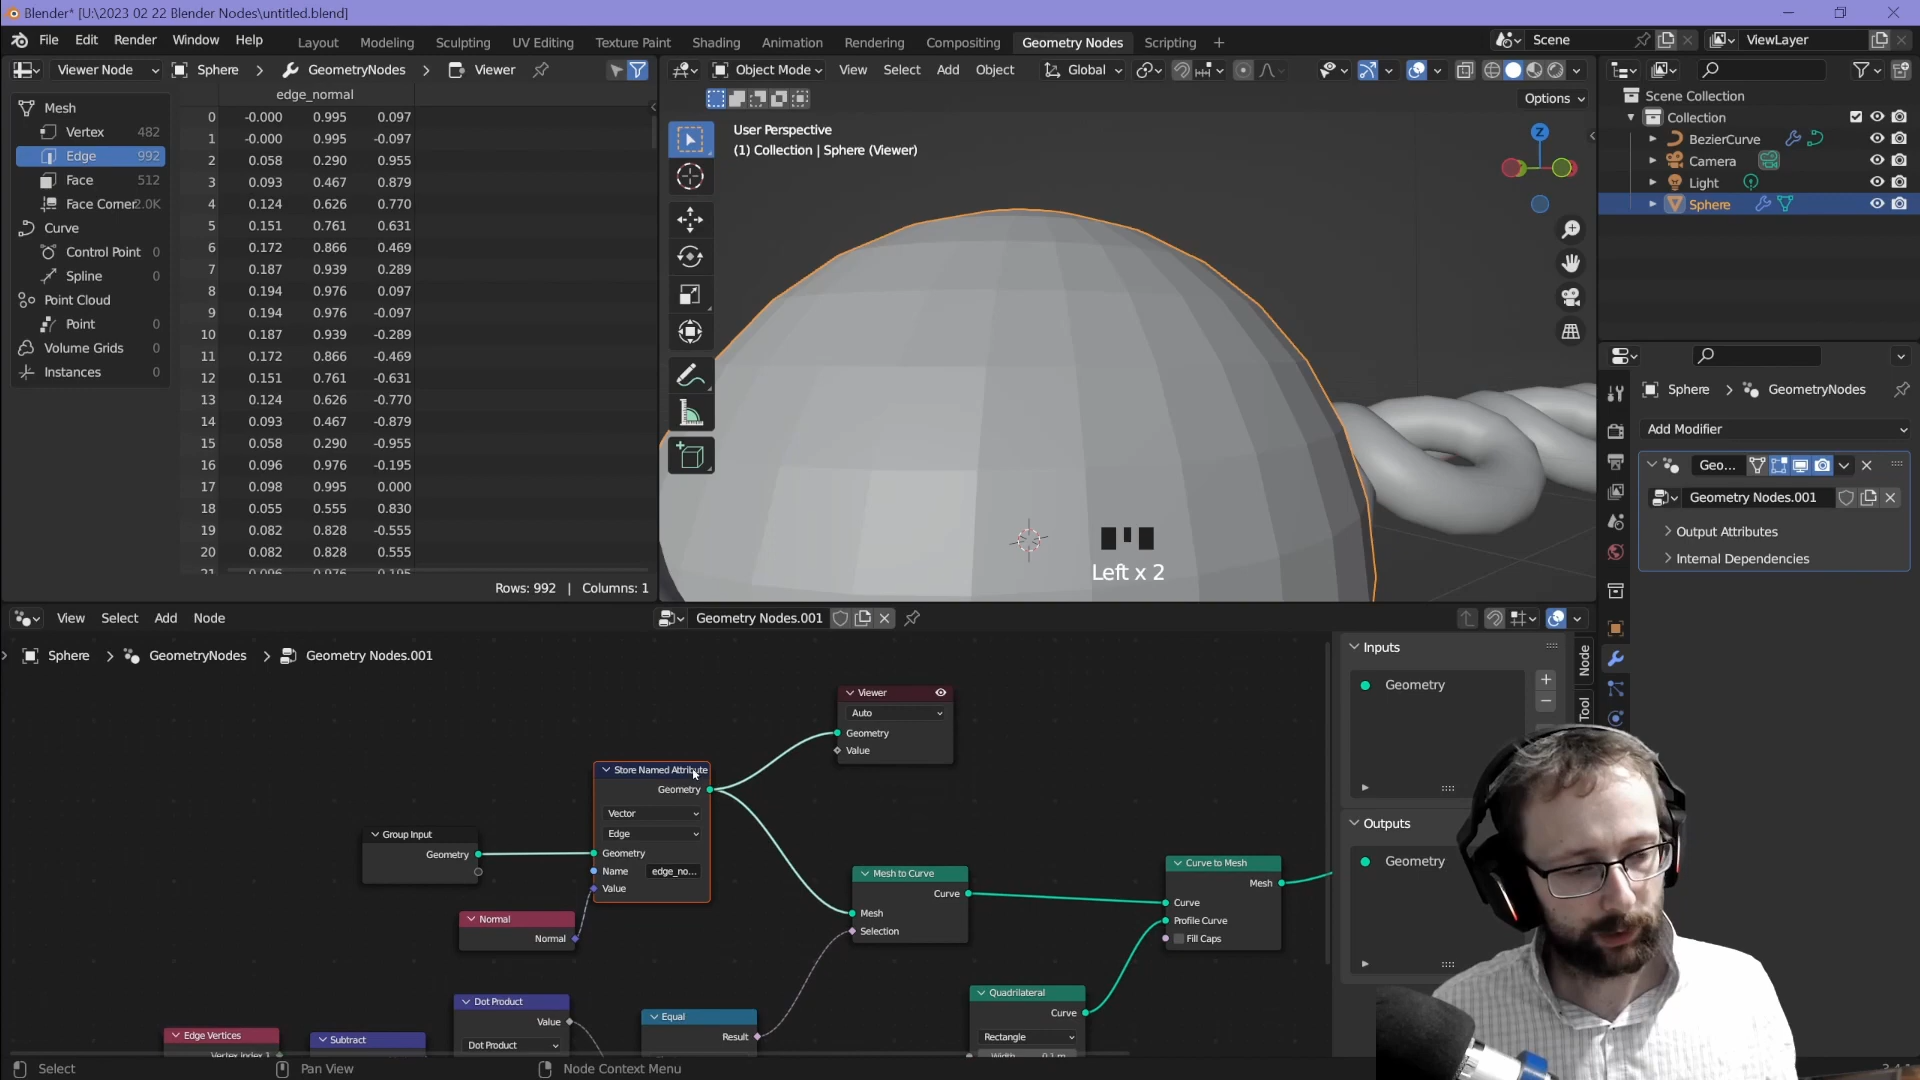 Blender* [U:\2023 02 22 Blender Nodes\untitled.blend]
File Edit Render Window Help Layout Modeling Sculpting UV Editing Texture Paint Shading Animation Rendering Compositing Geometry Nodes Scripting + Scene ViewLayer
Viewer Node Sphere > GeometryNodes > Viewer
Object Mode View Select Add Object Global
Options
edge_normal
Mesh
Vertex 482
Edge 992
Face 512
Face Corner 2.0K
Curve
Control Point 0
Spline 0
Point Cloud
Point 0
Volume Grids 0
Instances 0
0 -0.000 0.995 0.097
1 -0.000 0.995 -0.097
2 0.058 0.290 0.955
3 0.093 0.467 0.879
4 0.124 0.626 0.770
5 0.151 0.761 0.631
6 0.172 0.866 0.469
7 0.187 0.939 0.289
8 0.194 0.976 0.097
9 0.194 0.976 -0.097
10 0.187 0.939 -0.289
11 0.172 0.866 -0.469
12 0.151 0.761 -0.631
13 0.124 0.626 -0.770
14 0.093 0.467 -0.879
15 0.058 0.290 -0.955
16 0.096 0.976 -0.195
17 0.098 0.995 0.000
18 0.055 0.555 0.830
19 0.082 0.828 -0.555
20 0.082 0.828 0.555
21 0.096 0.976 0.195
Rows: 992 | Columns: 1
User Perspective
(1) Collection | Sphere (Viewer)
Z
Left x 2
Scene Collection
Collection
BezierCurve
Camera
Light
Sphere
Sphere > GeometryNodes
Add Modifier
Geo...
Geometry Nodes.001
Output Attributes
Internal Dependencies
View Select Add Node
Geometry Nodes.001
Sphere > GeometryNodes > Geometry Nodes.001
Viewer
Auto
Geometry
Value
Store Named Attribute
Geometry
Vector
Edge
Geometry
Name edge_no...
Value
Group Input
Geometry
Normal
Normal
Mesh to Curve
Curve
Mesh
Selection
Curve to Mesh
Mesh
Curve
Profile Curve
Fill Caps
Quadrilateral
Curve
Rectangle
Width 0.1 m
Dot Product
Value
Dot Product
Equal
Result
Edge Vertices
Vertex Index 1
Subtract
Inputs
Geometry
Outputs
Geometry
Node
Tool
Select Pan View Node Context Menu